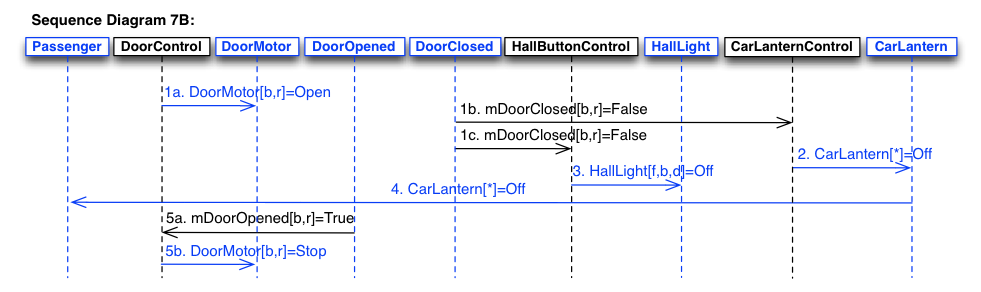 Sequence Diagram 7B:
Passenger DoorControl DoorMotor DoorOpened DoorClosed HallButtonControl HallLight CarLanternControl CarLantern
1a. DoorMotor[b,r]=Open
1b. mDoorClosed[b,r]=False
1c. mDoorClosed[b,r]=False
2. CarLantern[*]=Off
3. HallLight[f,b,d]=Off
4. CarLantern[*]=Off
5a. mDoorOpened[b,r]=True
5b. DoorMotor[b,r]=Stop